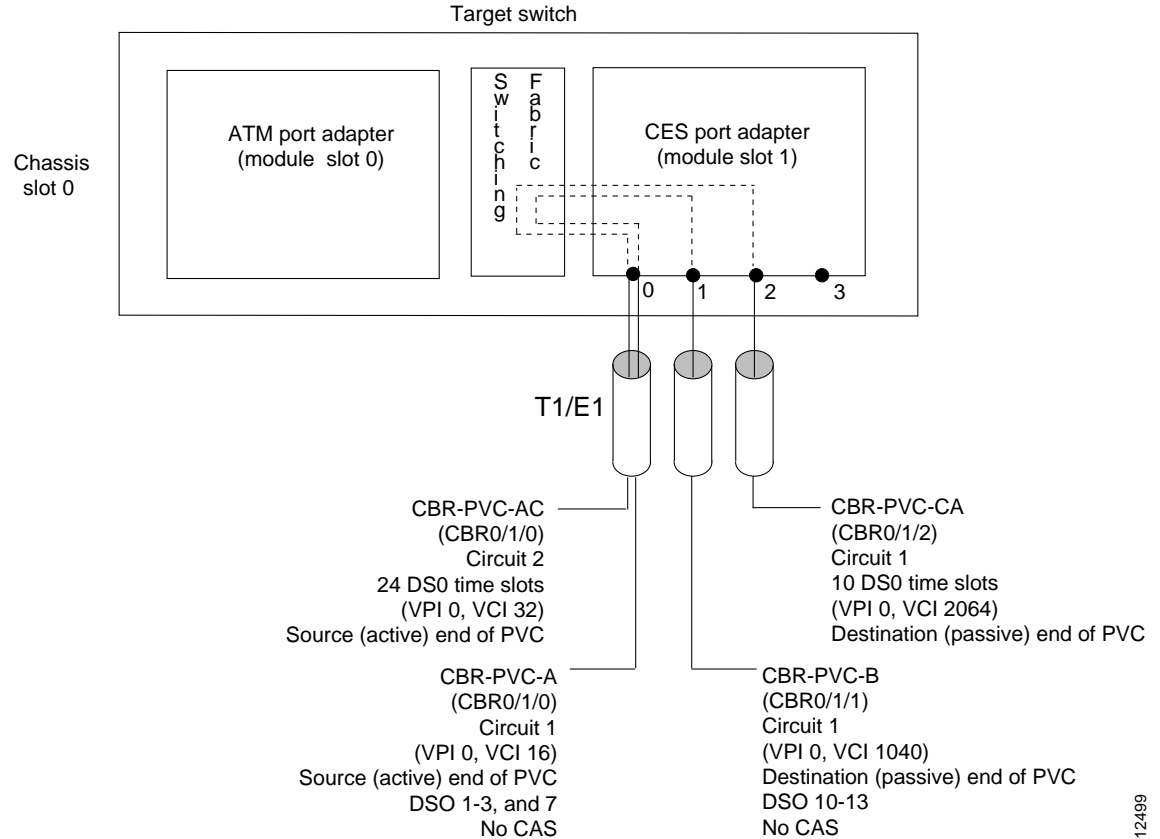 Target switch
Chassis
slot 0
ATM port adapter
(module slot 0)
Switching
Fabric
CES port adapter
(module slot 1)
0
1
2
3
T1/E1
CBR-PVC-AC
(CBR0/1/0)
Circuit 2
24 DS0 time slots
(VPI 0, VCI 32)
Source (active) end of PVC
CBR-PVC-CA
(CBR0/1/2)
Circuit 1
10 DS0 time slots
(VPI 0, VCI 2064)
Destination (passive) end of PVC
CBR-PVC-A
(CBR0/1/0)
Circuit 1
(VPI 0, VCI 16)
Source (active) end of PVC
DSO 1-3, and 7
No CAS
CBR-PVC-B
(CBR0/1/1)
Circuit 1
(VPI 0, VCI 1040)
Destination (passive) end of PVC
DSO 10-13
No CAS
12499